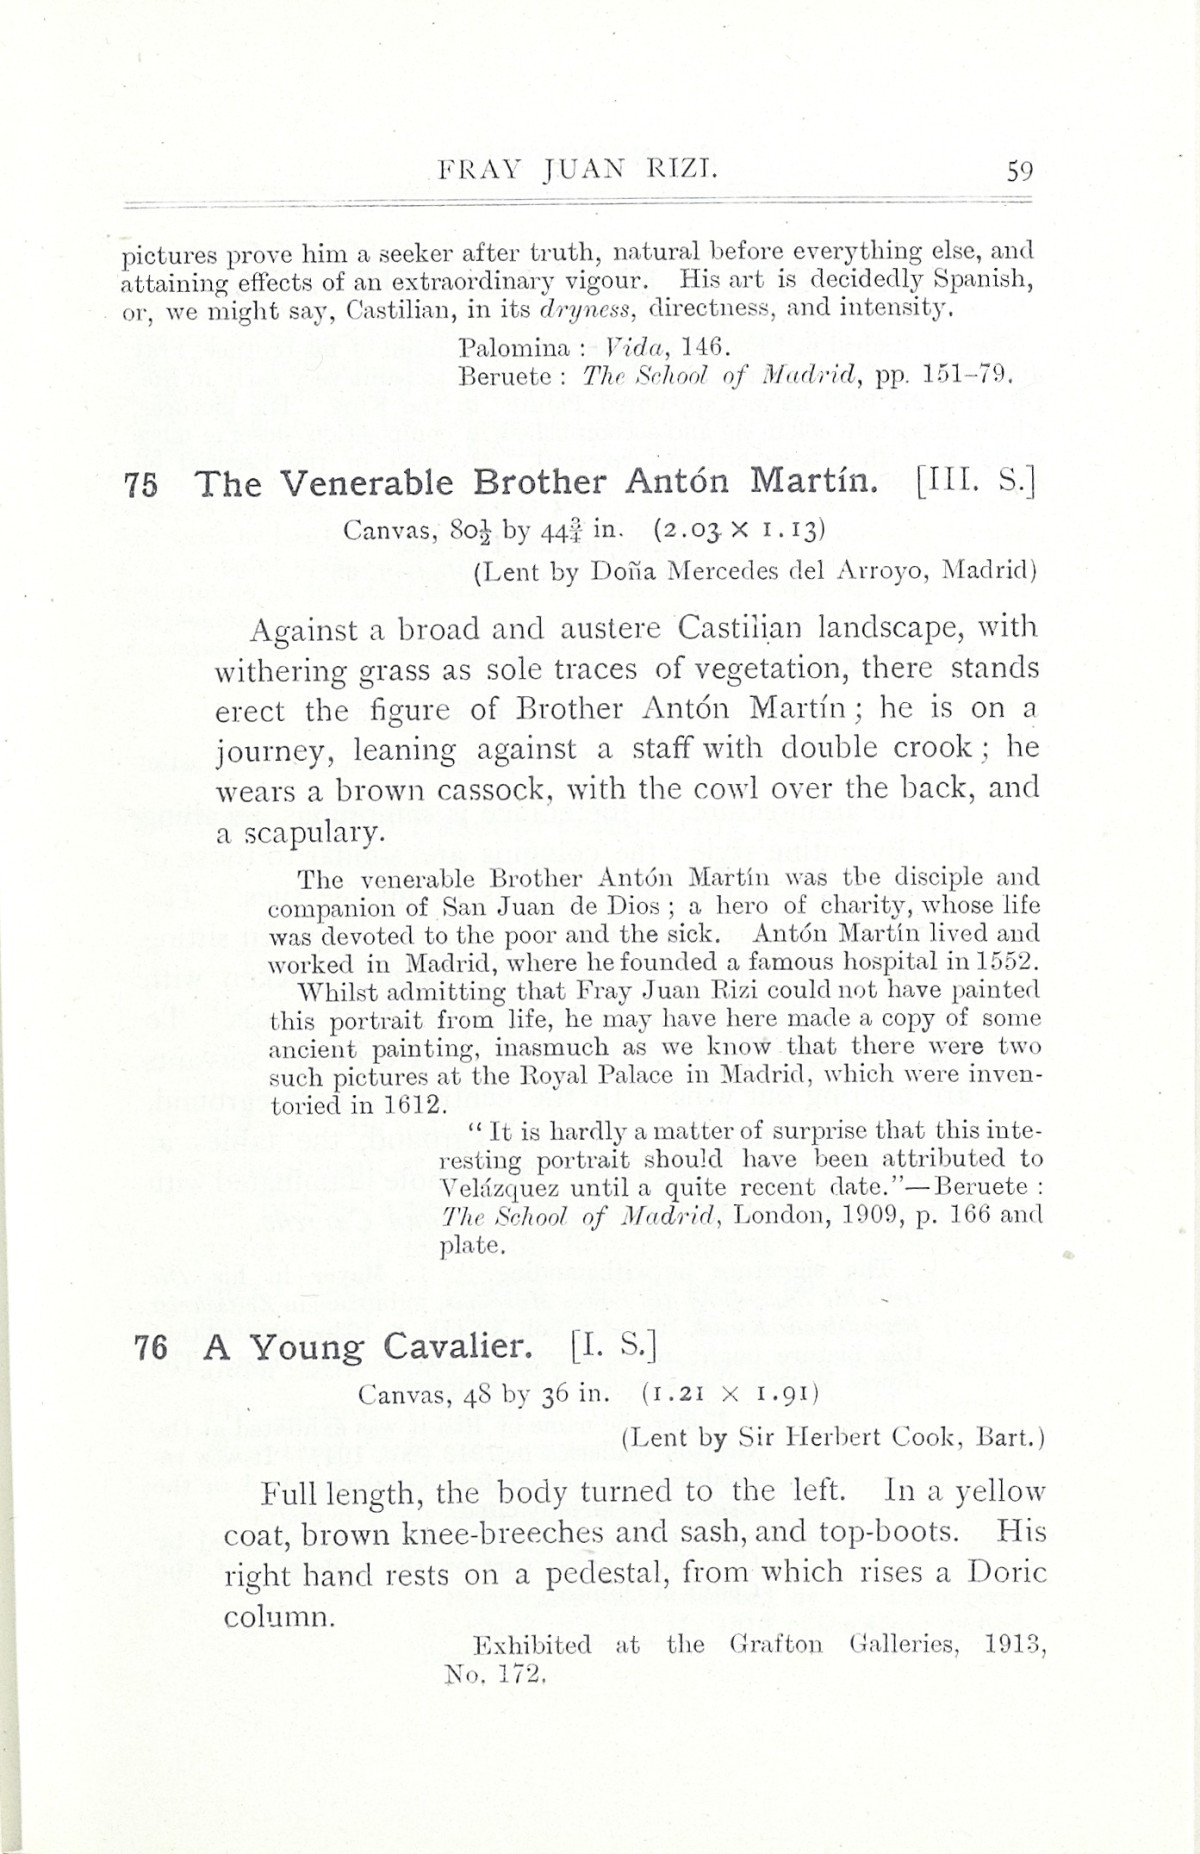 FRAY JUAN RIZI. 59
pictures prove him a seeker after truth, natural before everything else, and
attaining effects of an extraordinary vigour. His art is decidedly Spanish,
or, we might say, Castilian, in its dryness, directness, and intensity.
Palomina : Vida, 146.
Beruete : The School of Madrid, pp. 151–79.
75 The Venerable Brother Antón Martín. [III. S.]
Canvas, 80½ by 44¾ in. (2.03 × 1.13)
(Lent by Doña Mercedes del Arroyo, Madrid)
Against a broad and austere Castilian landscape, with
withering grass as sole traces of vegetation, there stands
erect the figure of Brother Antón Martín ; he is on a
journey, leaning against a staff with double crook ; he
wears a brown cassock, with the cowl over the back, and
a scapulary.
The venerable Brother Antón Martín was the disciple and
companion of San Juan de Dios ; a hero of charity, whose life
was devoted to the poor and the sick. Antón Martín lived and
worked in Madrid, where he founded a famous hospital in 1552.
Whilst admitting that Fray Juan Rizi could not have painted
this portrait from life, he may have here made a copy of some
ancient painting, inasmuch as we know that there were two
such pictures at the Royal Palace in Madrid, which were inven-
toried in 1612.
“ It is hardly a matter of surprise that this inte-
resting portrait should have been attributed to
Velázquez until a quite recent date.”—Beruete :
The School of Madrid, London, 1909, p. 166 and
plate.
76 A Young Cavalier. [I. S.]
Canvas, 48 by 36 in. (1.21 × 1.91)
(Lent by Sir Herbert Cook, Bart.)
Full length, the body turned to the left. In a yellow
coat, brown knee-breeches and sash, and top-boots. His
right hand rests on a pedestal, from which rises a Doric
column.
Exhibited at the Grafton Galleries, 1913,
No. 172.